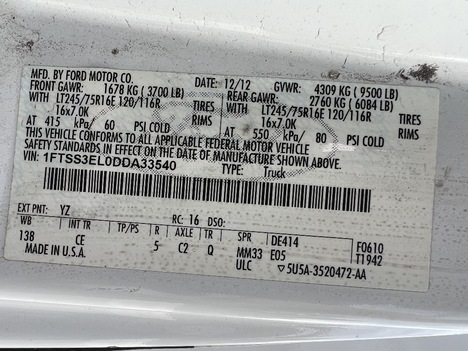 MFD. BY FORD MOTOR CO.
DATE: 12/12 GVWR: 4309 KG ( 9500 LB)
FRONT GAWR: 1678 KG ( 3700 LB) REAR GAWR: 2760 KG ( 6084 LB)
WITH LT245/75R16E 120/116R TIRES WITH LT245/75R16E 120/116R TIRES
16x7.0K RIMS 16x7.0K RIMS
AT 415 kPa/ 60 PSI COLD AT 550 kPa/ 80 PSI COLD
THIS VEHICLE CONFORMS TO ALL APPLICABLE FEDERAL MOTOR VEHICLE
SAFETY STANDARDS IN EFFECT ON THE DATE OF MANUFACTURE SHOWN ABOVE.
VIN: 1FTSS3EL0DDA33540
TYPE: Truck
EXT PNT: YZ RC: 16 DSO:
WB INT TR TP/PS R AXLE TR SPR DE414 F0610
138 CE 5 C2 Q MM33 E05 T1942
MADE IN U.S.A. ULC 5U5A-3520472-AA